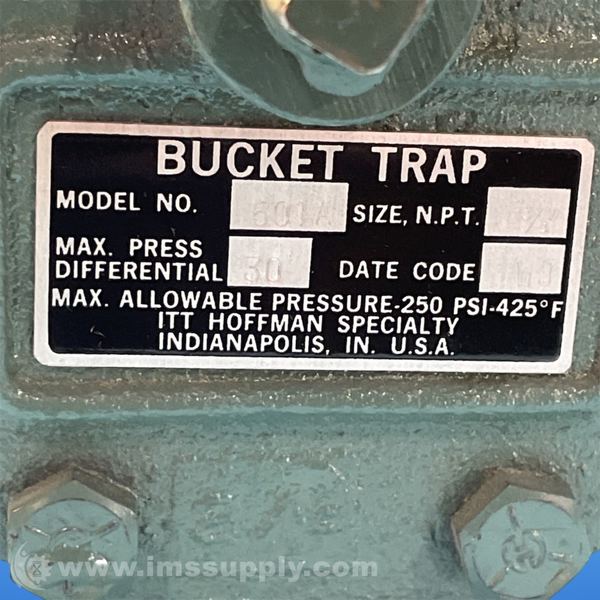 BUCKET TRAP
MODEL NO. SIZE, N.P.T.
MAX. PRESS
DIFFERENTIAL 30 DATE CODE
MAX. ALLOWABLE PRESSURE-250 PSI-425°F
ITT HOFFMAN SPECIALTY
INDIANAPOLIS, IN. U.S.A.
www.imssupply.com